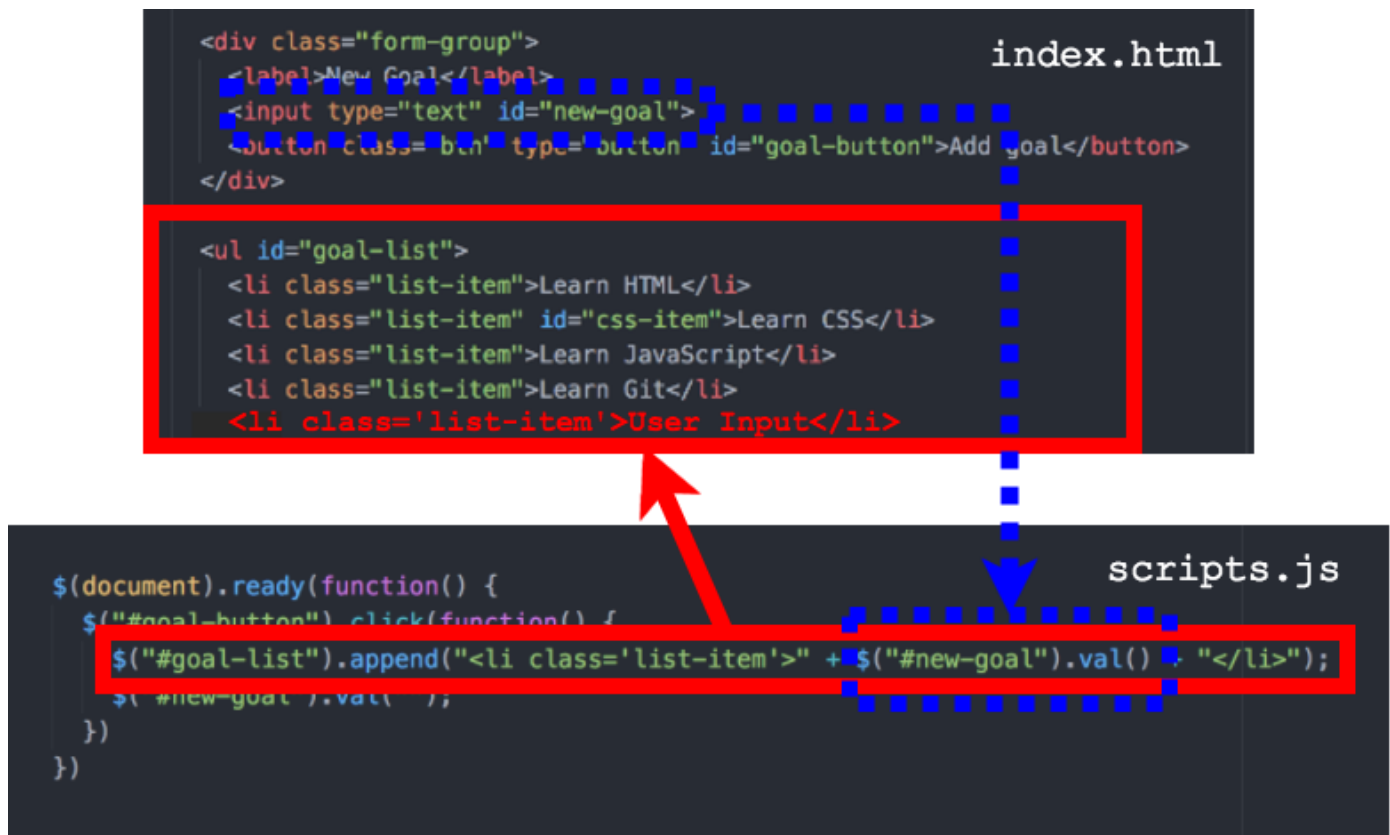 index.html
<div class="form-group">
<label>New Goal</label>
<input type="text" id="new-goal">
<button class="btn" type="button" id="goal-button">Add goal</button>
</div>
<ul id="goal-list">
<li class="list-item">Learn HTML</li>
<li class="list-item" id="css-item">Learn CSS</li>
<li class="list-item">Learn JavaScript</li>
<li class="list-item">Learn Git</li>
<li class='list-item'>User Input</li>
scripts.js
$(document).ready(function() {
$("#goal-button").click(function() {
$("#goal-list").append("<li class='list-item'>" + $("#new-goal").val() + "</li>");
$("#new-goal").val("");
})
})